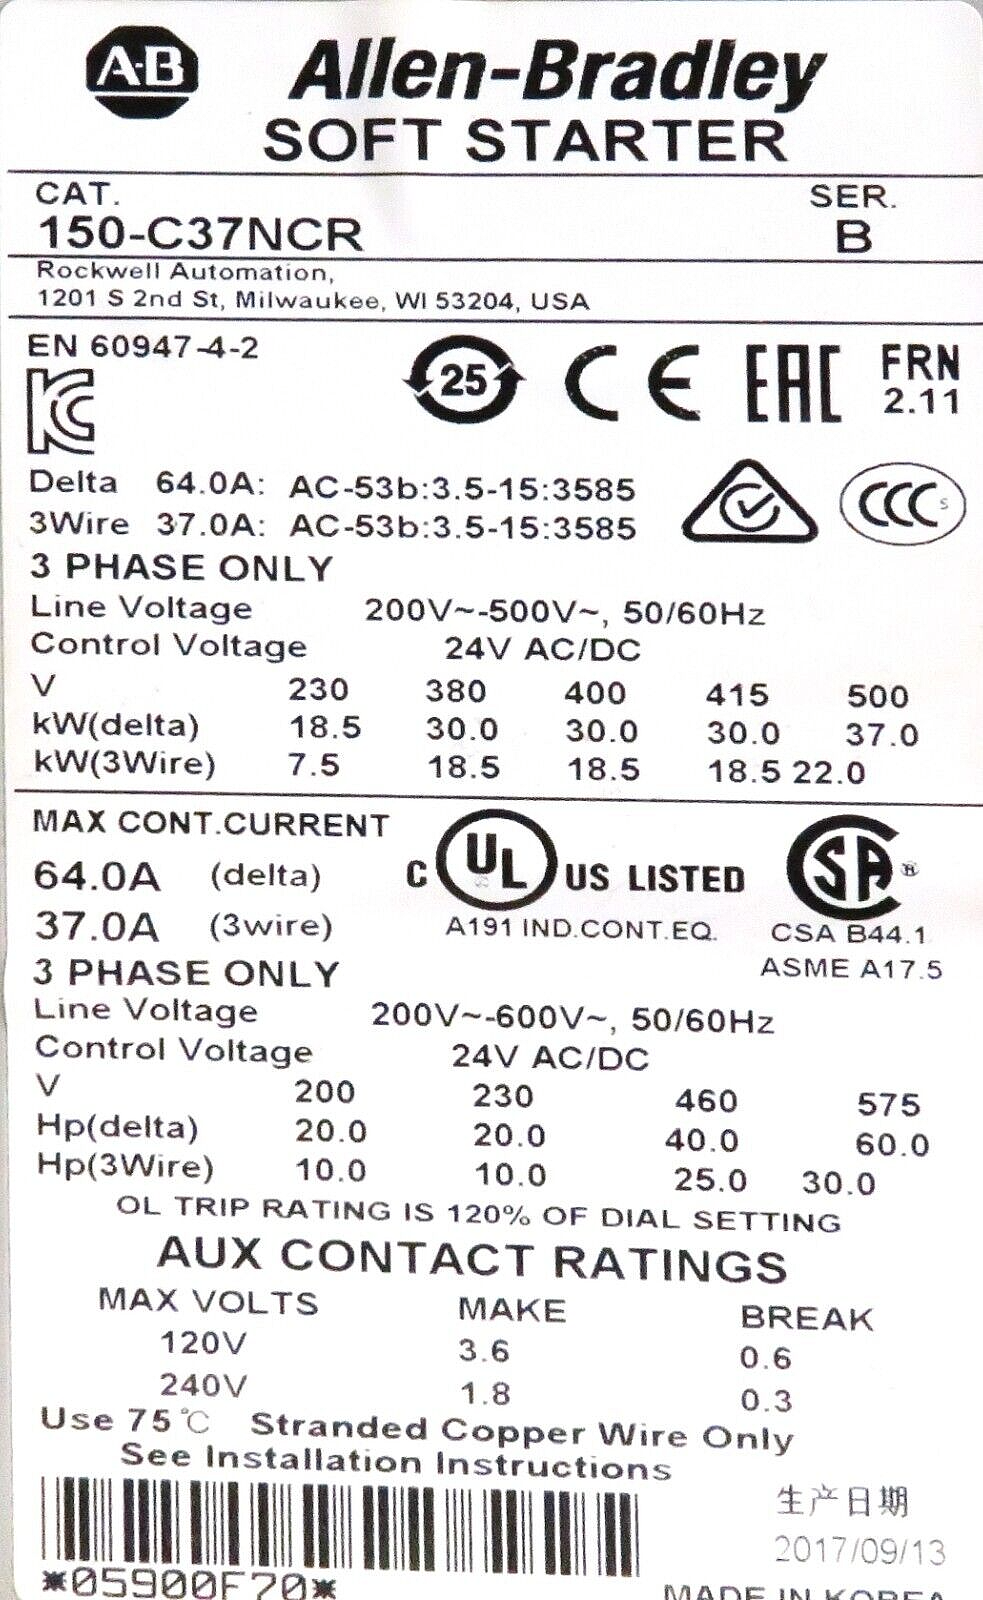 A-B Allen-Bradley
SOFT STARTER
CAT. SER.
150-C37NCR B
Rockwell Automation,
1201 S 2nd St, Milwaukee, WI 53204, USA
EN 60947-4-2
25 CE EAC FRN
2.11
KC
Delta 64.0A: AC-53b:3.5-15:3585
3Wire 37.0A: AC-53b:3.5-15:3585
CCC S
3 PHASE ONLY
Line Voltage 200V~-500V~, 50/60Hz
Control Voltage 24V AC/DC
V 230 380 400 415 500
kW(delta) 18.5 30.0 30.0 30.0 37.0
kW(3Wire) 7.5 18.5 18.5 18.5 22.0
MAX CONT.CURRENT
64.0A (delta) C UL US LISTED SA ®
37.0A (3wire) A191 IND.CONT.EQ. CSA B44.1
3 PHASE ONLY ASME A17.5
Line Voltage 200V~-600V~, 50/60Hz
Control Voltage 24V AC/DC
V 200 230 460 575
Hp(delta) 20.0 20.0 40.0 60.0
Hp(3Wire) 10.0 10.0 25.0 30.0
OL TRIP RATING IS 120% OF DIAL SETTING
AUX CONTACT RATINGS
MAX VOLTS MAKE BREAK
120V 3.6 0.6
240V 1.8 0.3
Use 75℃ Stranded Copper Wire Only
See Installation Instructions
生产日期
2017/09/13
*05900F70*
MADE IN KOREA